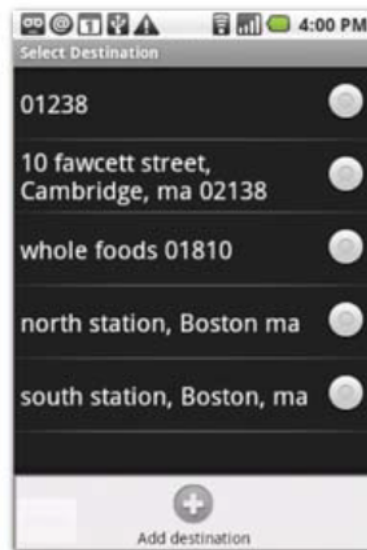 4:00 PM
Select Destination
01238
10 fawcett street,
Cambridge, ma 02138
whole foods 01810
north station, Boston ma
south station, Boston, ma
Add destination